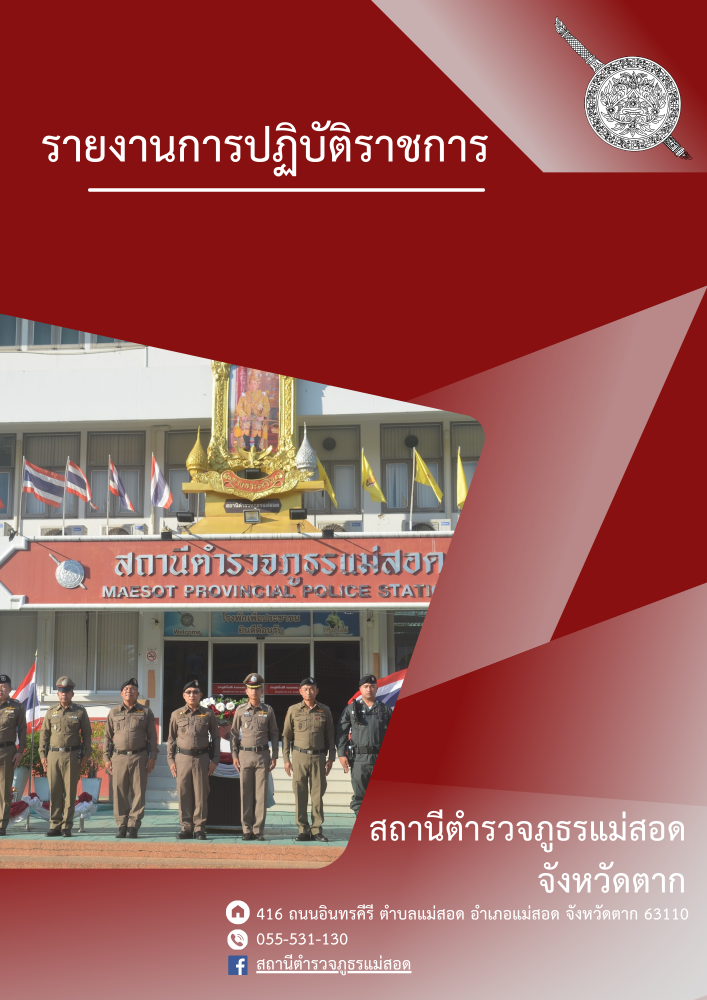 รายงานการปฏิบัติราชการ
ทรงพระเจริญ
สถานีตำรวจภูธรแม่สอด
สถานีตำรวจภูธรแม่สอด
MAESOT PROVINCIAL POLICE STATIO
โรงพักเพื่อประชาชน
Welcome
ยินดีต้อนรับ
สถานีตำรวจภูธรแม่สอด
จังหวัดตาก
416 ถนนอินทรคีรี ตำบลแม่สอด อำเภอแม่สอด จังหวัดตาก 63110
055-531-130
สถานีตำรวจภูธรแม่สอด